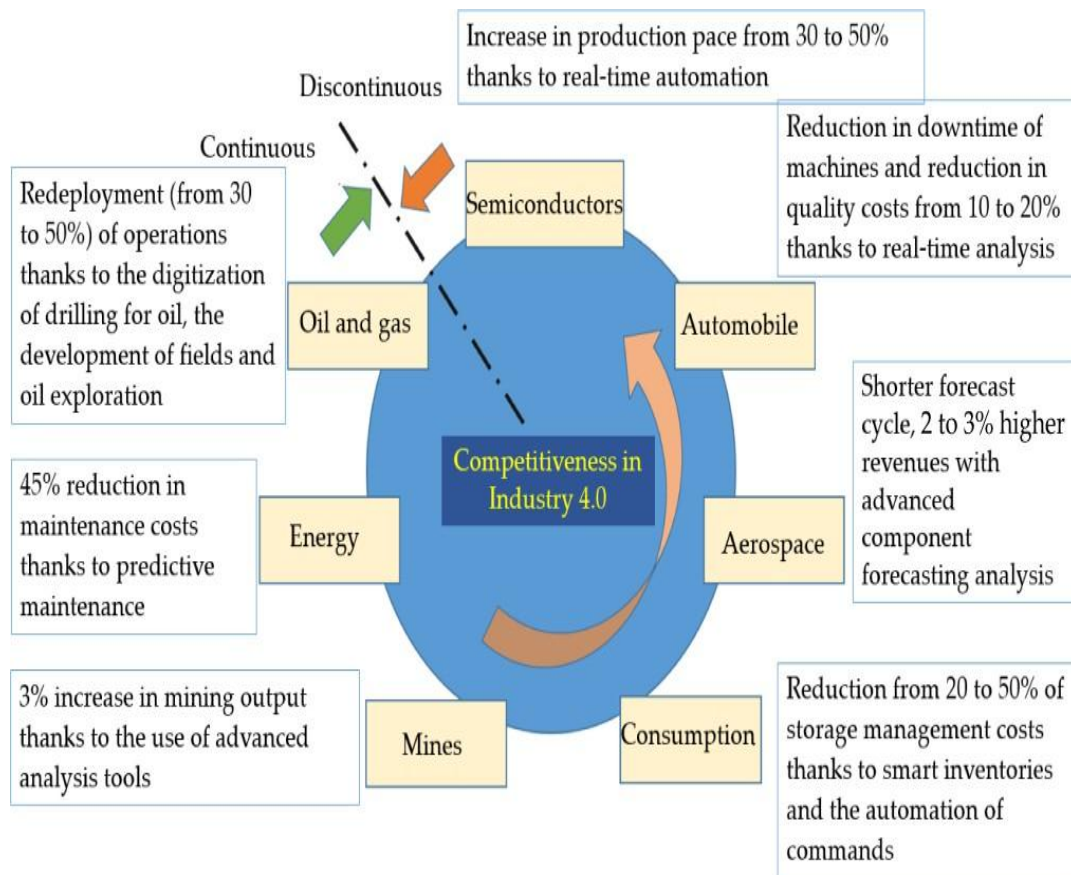 Increase in production pace from 30 to 50%
thanks to real-time automation
Discontinuous
Continuous
Semiconductors
Reduction in downtime of
machines and reduction in
quality costs from 10 to 20%
thanks to real-time analysis
Redeployment (from 30
to 50%) of operations
thanks to the digitization
of drilling for oil, the
development of fields and
oil exploration
Oil and gas
Automobile
Shorter forecast
cycle, 2 to 3% higher
revenues with
advanced
component
forecasting analysis
Competitiveness in
Industry 4.0
45% reduction in
maintenance costs
thanks to predictive
maintenance
Energy
Aerospace
3% increase in mining output
thanks to the use of advanced
analysis tools
Mines
Consumption
Reduction from 20 to 50% of
storage management costs
thanks to smart inventories
and the automation of
commands